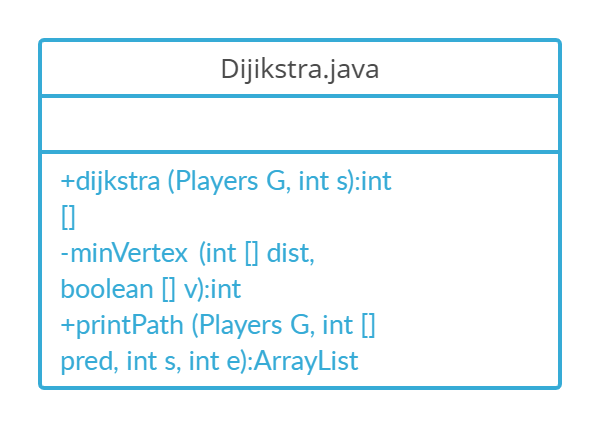 Dijikstra.java
+dijkstra (Players G, int s):int
[]
-minVertex (int [] dist,
boolean [] v):int
+printPath (Players G, int []
pred, int s, int e):ArrayList